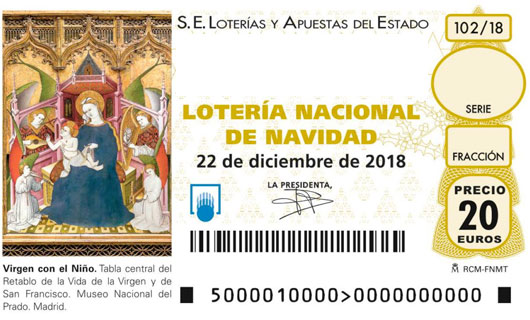 S.E. LOTERÍAS Y APUESTAS DEL ESTADO
102/18
SERIE
LOTERÍA NACIONAL
DE NAVIDAD
22 de diciembre de 2018
FRACCIÓN
LA PRESIDENTA,
PRECIO
20
EUROS
RCM-FNMT
Virgen con el Niño. Tabla central del
Retablo de la Vida de la Virgen y de
San Francisco. Museo Nacional del
Prado. Madrid.
5000010000>0000000000